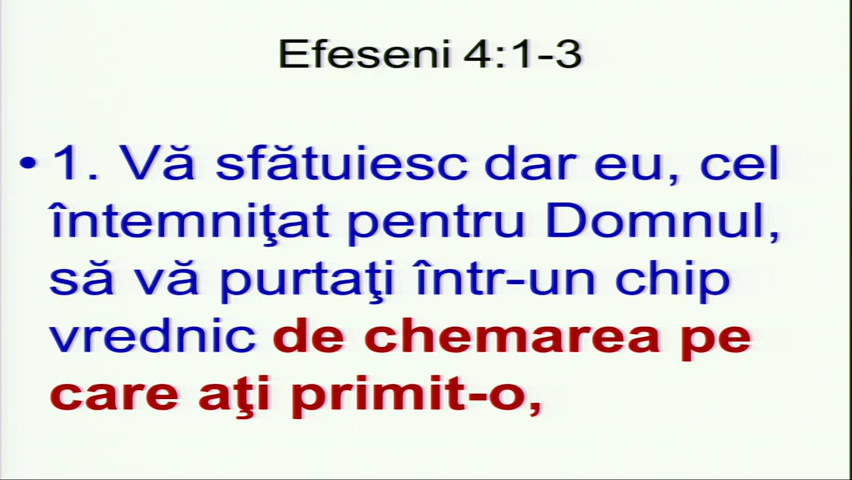 Efeseni 4:1-3
• 1. Vă sfătuiesc dar eu, cel
întemniţat pentru Domnul,
să vă purtaţi într-un chip
vrednic de chemarea pe
care aţi primit-o,